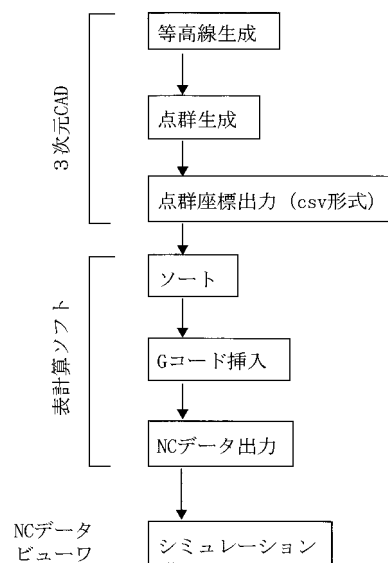 等高線生成
点群生成
点群座標出力 (csv形式)
3次元CAD
ソート
Gコード挿入
NCデータ出力
表計算ソフト
NCデータ
ビューワ
シミュレーション